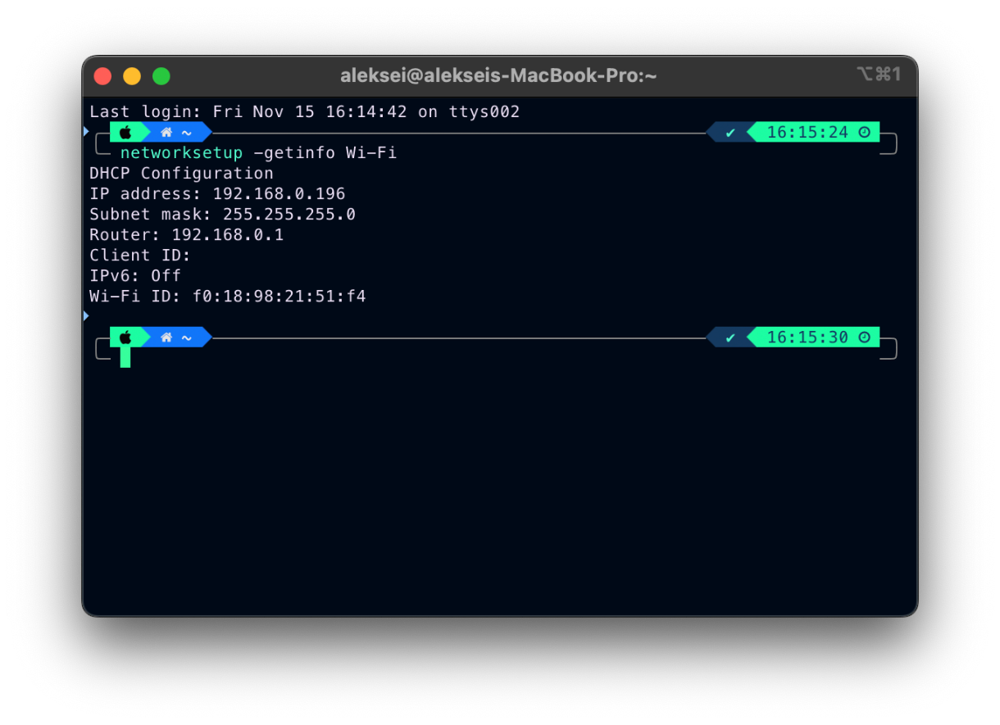 aleksei@alekseis-MacBook-Pro:~ ⌥⌘1
Last login: Fri Nov 15 16:14:42 on ttys002
~ ✔ 16:15:24
networksetup -getinfo Wi-Fi
DHCP Configuration
IP address: 192.168.0.196
Subnet mask: 255.255.255.0
Router: 192.168.0.1
Client ID:
IPv6: Off
Wi-Fi ID: f0:18:98:21:51:f4
~ ✔ 16:15:30